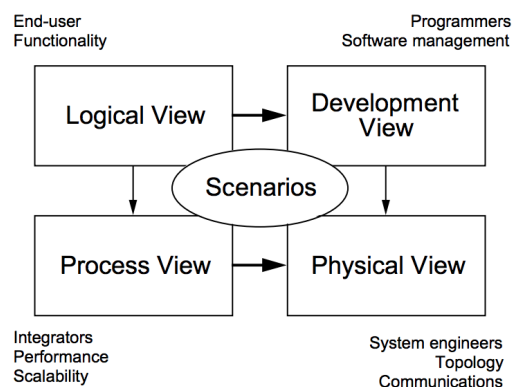 End-user
Functionality
Programmers
Software management
Logical View
Development
View
Scenarios
Process View
Physical View
Integrators
Performance
Scalability
System engineers
Topology
Communications